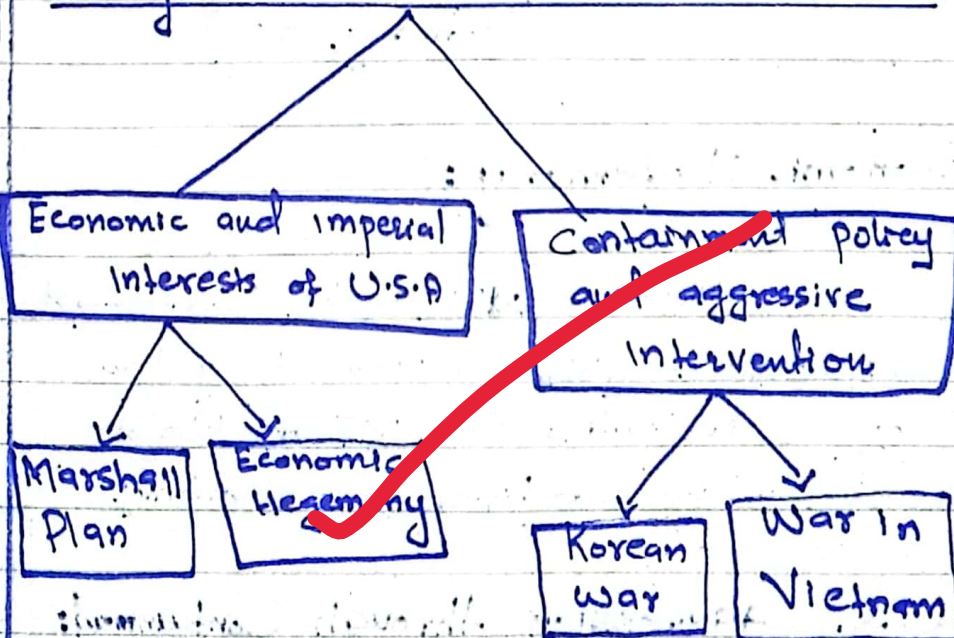 Economic and imperial
Interests of U.S.A
Containment policy
and aggressive
Intervention
Marshall
Plan
Economic
Hegemony
Korean
War
War in
Vietnam